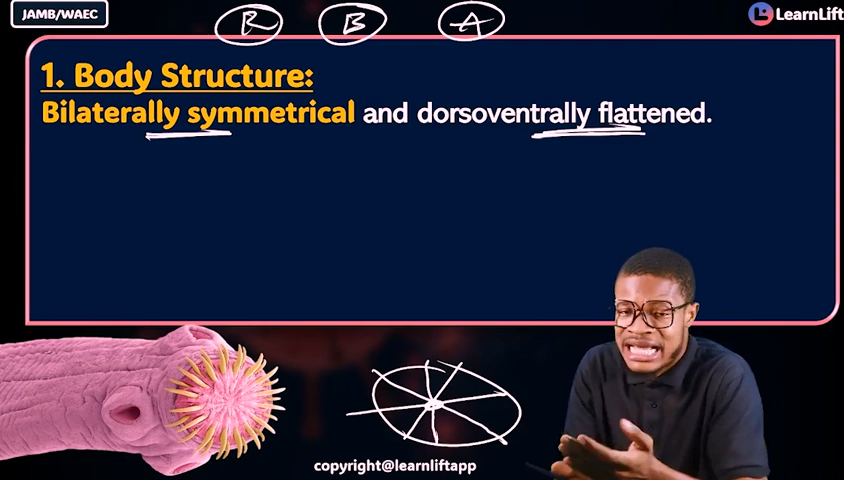 JAMB/WAEC
R B A
LearnLift
1. Body Structure:
Bilaterally symmetrical and dorsoventrally flattened.
copyright@learnliftapp